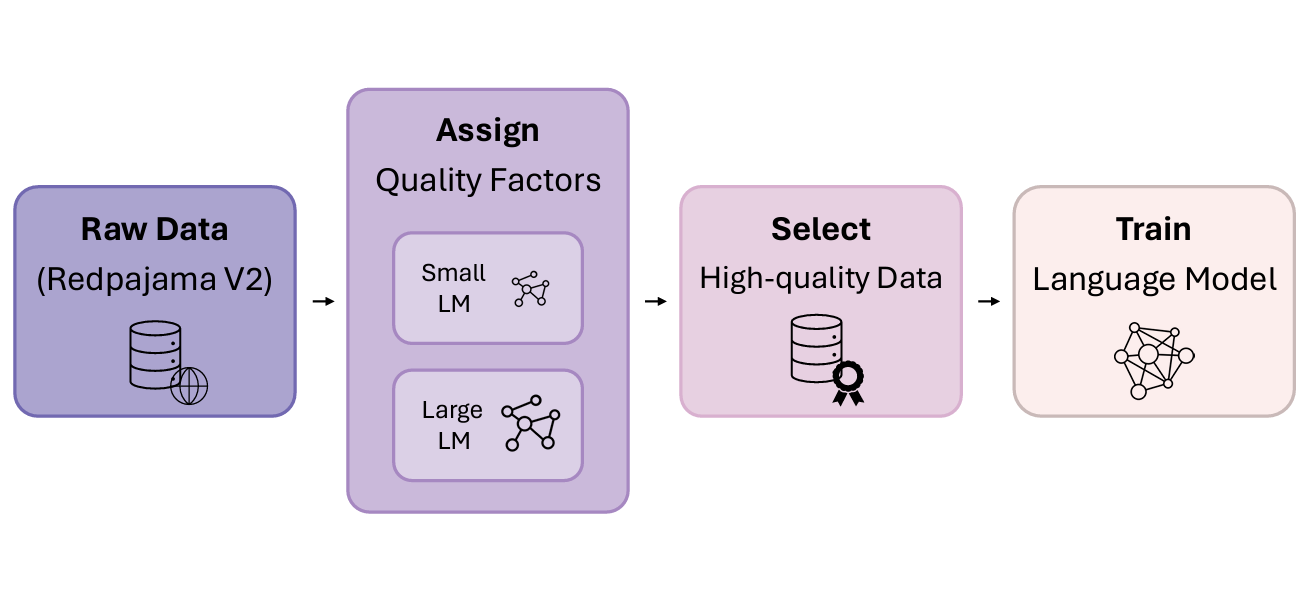 Raw Data
(Redpajama V2)
Assign
Quality Factors
Small
LM
Large
LM
Select
High-quality Data
Train
Language Model